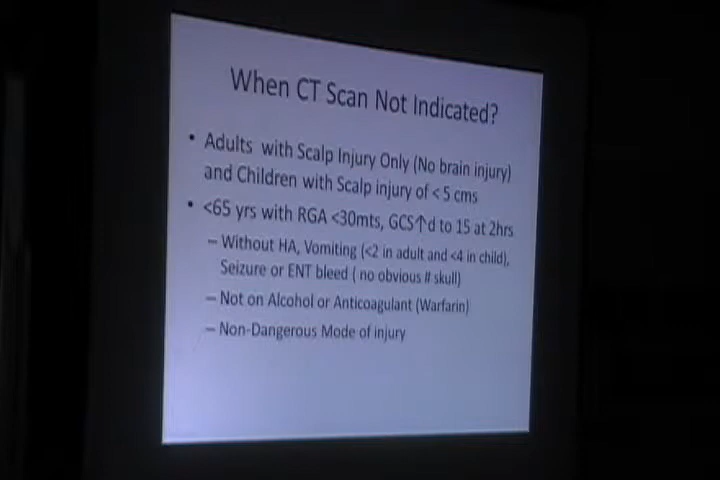 When CT Scan Not Indicated?
• Adults with Scalp Injury Only (No brain injury)
and Children with Scalp injury of < 5 cms
• <65 yrs with RGA <30mts, GCS↑d to 15 at 2hrs
– Without HA, Vomiting (<2 in adult and <4 in child),
Seizure or ENT bleed ( no obvious # skull)
– Not on Alcohol or Anticoagulant (Warfarin)
– Non-Dangerous Mode of injury